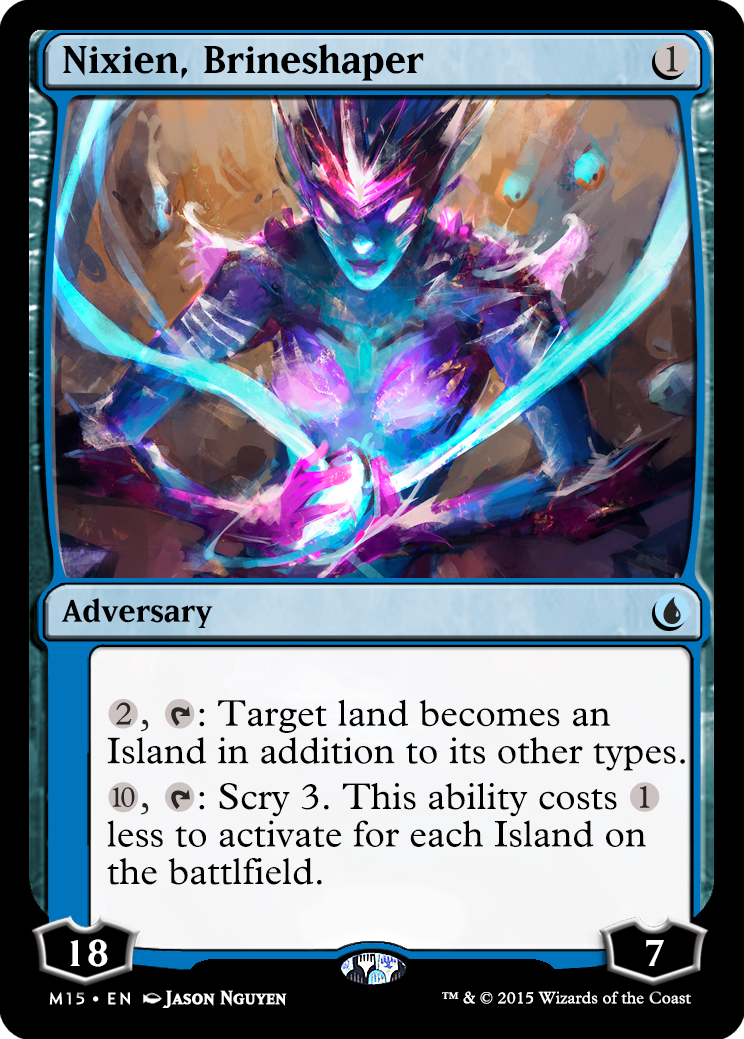 Nixien, Brineshaper 1
Adversary
2, : Target land becomes an
Island in addition to its other types.
10, : Scry 3. This ability costs 1
less to activate for each Island on
the battlfield.
18 7
M15 • EN Jason Nguyen ™ & © 2015 Wizards of the Coast